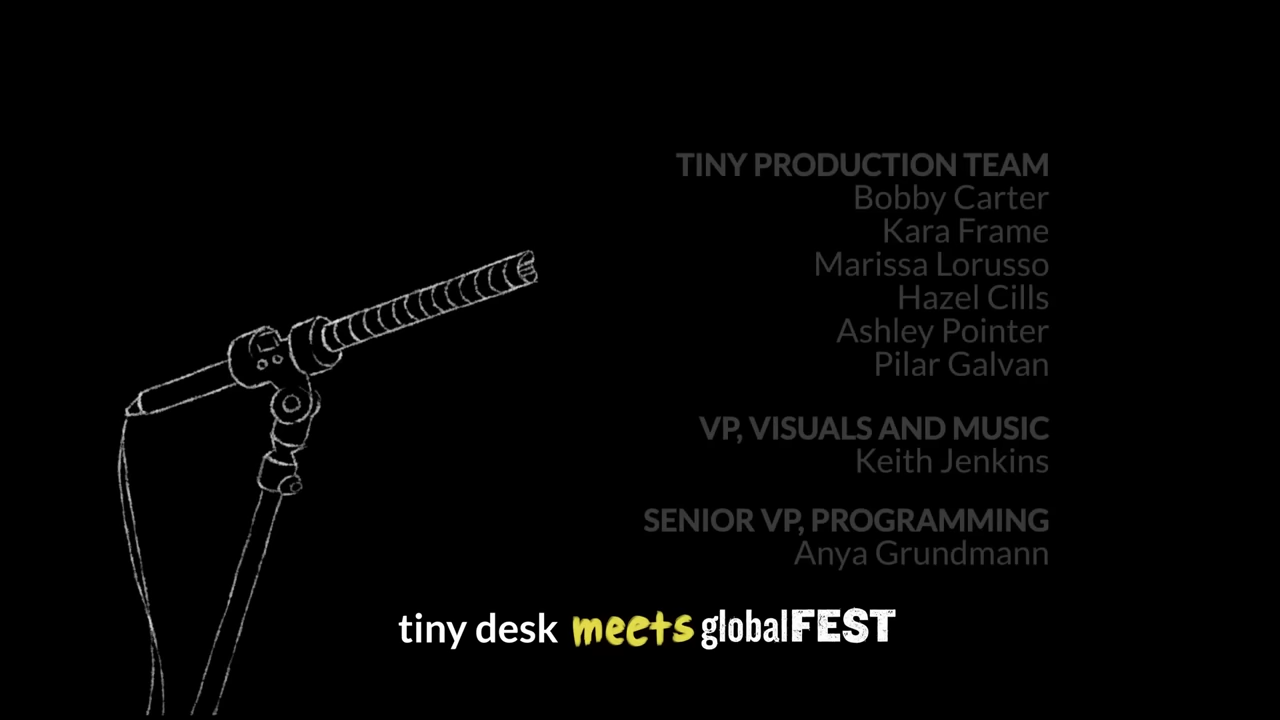 TINY PRODUCTION TEAM
Bobby Carter
Kara Frame
Marissa Lorusso
Hazel Cills
Ashley Pointer
Pilar Galvan
VP, VISUALS AND MUSIC
Keith Jenkins
SENIOR VP, PROGRAMMING
Anya Grundmann
tiny desk meets globalFEST